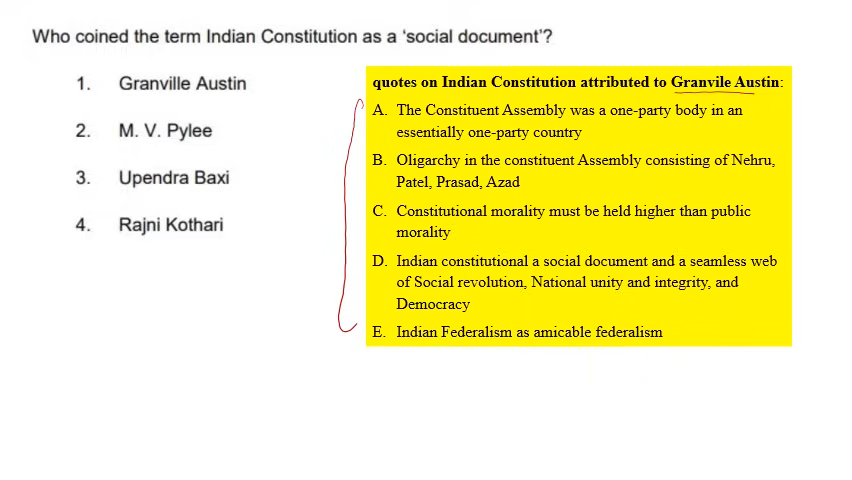 Who coined the term Indian Constitution as a ‘social document’?
1. Granville Austin
2. M. V. Pylee
3. Upendra Baxi
4. Rajni Kothari
quotes on Indian Constitution attributed to Granvile Austin:
A. The Constituent Assembly was a one-party body in an
essentially one-party country
B. Oligarchy in the constituent Assembly consisting of Nehru,
Patel, Prasad, Azad
C. Constitutional morality must be held higher than public
morality
D. Indian constitutional a social document and a seamless web
of Social revolution, National unity and integrity, and
Democracy
E. Indian Federalism as amicable federalism